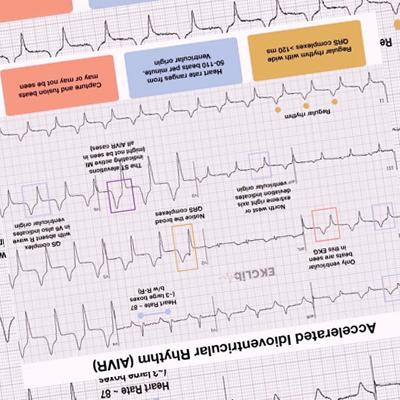 Heart Rate ~ 87
(~3 large boxes
Accelerated Idioventricular Rhythm (AIVR)
Heart Rate ~ 87
(~3 large boxes
b/w R-R)
Only
ventricular
beats are seen
in this EKG
Notice the broad
QRS complexes
QS complex
with absent R wave
in V6 also indicates
ventricular origin
North west or
extreme right axis
deviation indicates
ventricular origin
The ST elevations
indicating active MI
(might not be seen in
all AIVR cases)
III
II
Regular rhythm
Regular rhythm with wide
QRS complexes >120 ms
Heart rate ranges from
50-110 beats per minute.
Ventricular origin
Capture and fusion beats
may or may not be seen
Re